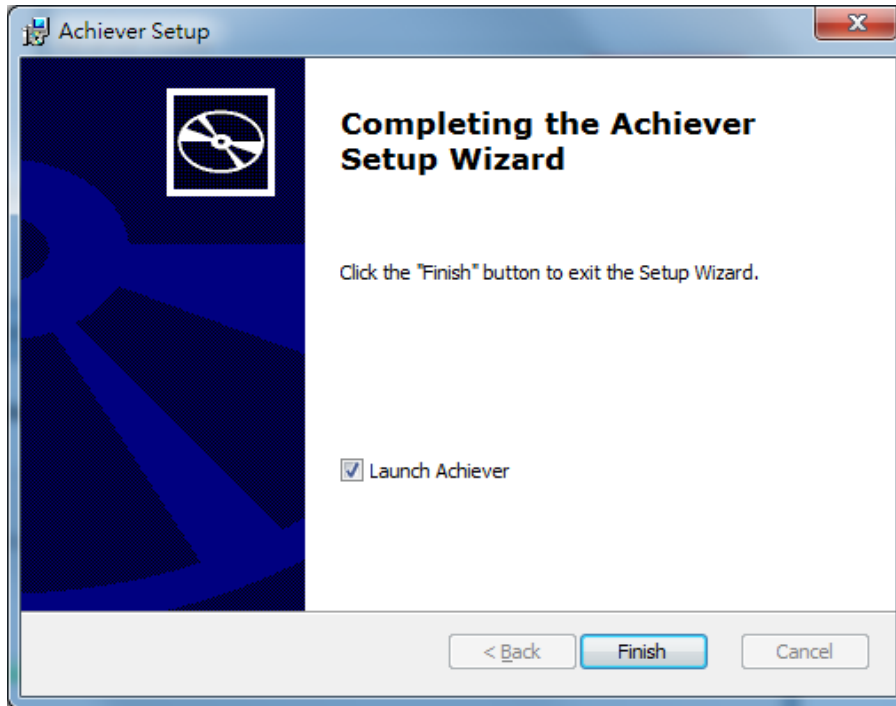 Achiever Setup
Completing the Achiever
Setup Wizard
Click the "Finish" button to exit the Setup Wizard.
Launch Achiever
< Back
Finish
Cancel